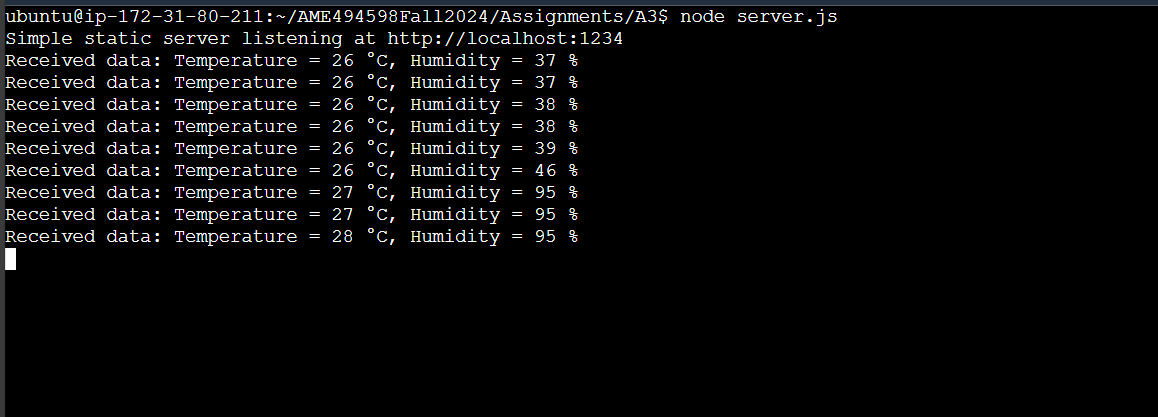 ubuntu@ip-172-31-80-211:~/AME494598Fall2024/Assignments/A3$ node server.js
Simple static server listening at http://localhost:1234
Received data: Temperature = 26 °C, Humidity = 37 %
Received data: Temperature = 26 °C, Humidity = 37 %
Received data: Temperature = 26 °C, Humidity = 38 %
Received data: Temperature = 26 °C, Humidity = 38 %
Received data: Temperature = 26 °C, Humidity = 39 %
Received data: Temperature = 26 °C, Humidity = 46 %
Received data: Temperature = 27 °C, Humidity = 95 %
Received data: Temperature = 27 °C, Humidity = 95 %
Received data: Temperature = 28 °C, Humidity = 95 %